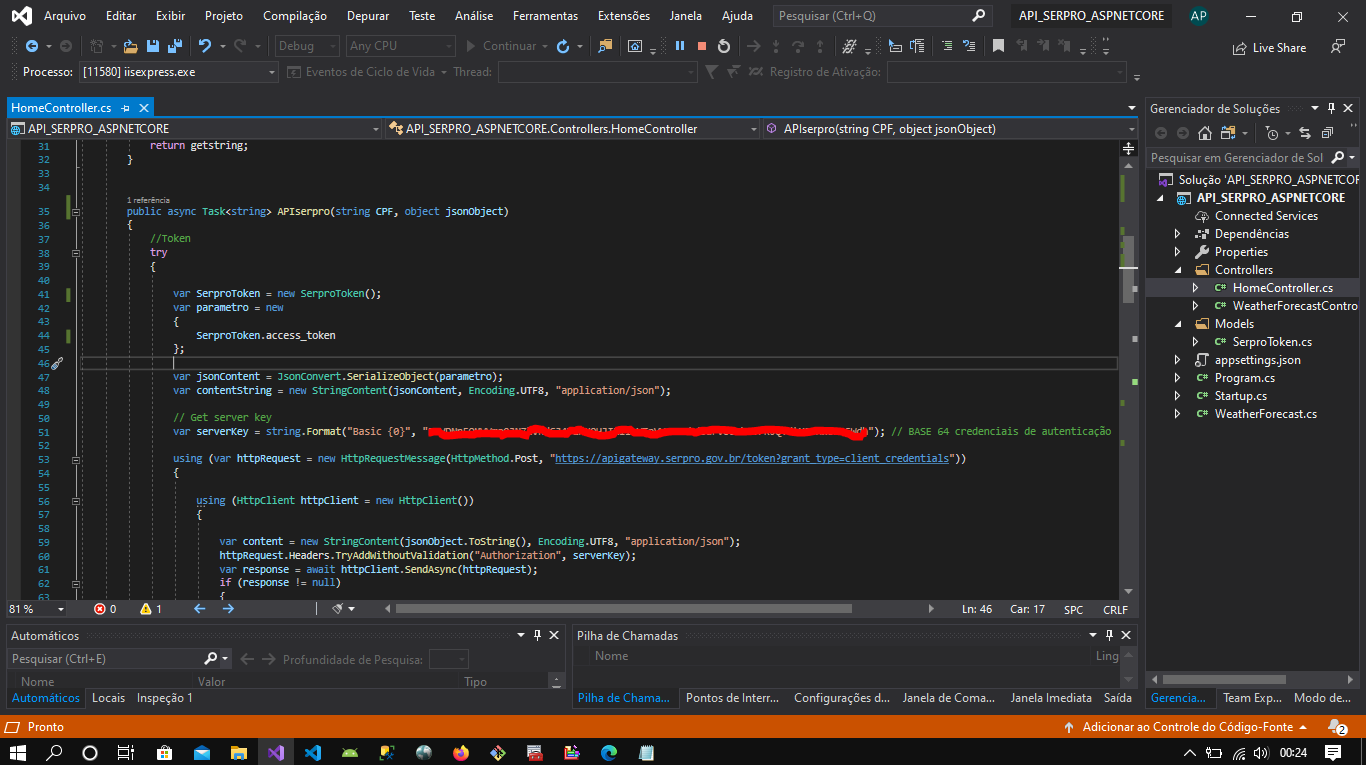 Arquivo Editar Exibir Projeto Compilação Depurar Teste Análise Ferramentas Extensões Janela Ajuda Pesquisar (Ctrl+Q) API_SERPRO_ASPNETCORE AP
Debug Any CPU Continuar Live Share
Processo: [11580] iisexpress.exe Eventos de Ciclo de Vida Thread: Registro de Ativação:
HomeController.cs
API_SERPRO_ASPNETCORE API_SERPRO_ASPNETCORE.Controllers.HomeController APIserpro(string CPF, object jsonObject)
31 return getstring;
32 }
33
34
1 referência
35 public async Task<string> APIserpro(string CPF, object jsonObject)
36 {
37 //Token
38 try
39 {
40
41 var SerproToken = new SerproToken();
42 var parametro = new
43 {
44 SerproToken.access_token
45 };
46
47 var jsonContent = JsonConvert.SerializeObject(parametro);
48 var contentString = new StringContent(jsonContent, Encoding.UTF8, "application/json");
49
50 // Get server key
51 var serverKey = string.Format("Basic {0}", " "); // BASE 64 credenciais de autenticação
52
53 using (var httpRequest = new HttpRequestMessage(HttpMethod.Post, "https://apigateway.serpro.gov.br/token?grant_type=client_credentials"))
54 {
55
56 using (HttpClient httpClient = new HttpClient())
57 {
58
59 var content = new StringContent(jsonObject.ToString(), Encoding.UTF8, "application/json");
60 httpRequest.Headers.TryAddWithoutValidation("Authorization", serverKey);
61 var response = await httpClient.SendAsync(httpRequest);
62 if (response != null)
63 {
81 % 0 1 Ln: 46 Car: 17 SPC CRLF
Automáticos
Pesquisar (Ctrl+E) Profundidade de Pesquisa:
Nome Valor Tipo
Automáticos Locais Inspeção 1
Pilha de Chamadas
Nome Ling
Pilha de Chama... Pontos de Interr... Configurações d... Janela de Coma... Janela Imediata Saída
Gerenciador de Soluções
Pesquisar em Gerenciador de Sol
Solução 'API_SERPRO_ASPNETCOR
API_SERPRO_ASPNETCORE
Connected Services
Dependências
Properties
Controllers
C# HomeController.cs
C# WeatherForecastContro
Models
C# SerproToken.cs
appsettings.json
C# Program.cs
C# Startup.cs
C# WeatherForecast.cs
Gerencia... Team Exp... Modo de...
Pronto Adicionar ao Controle do Código-Fonte 2
00:24